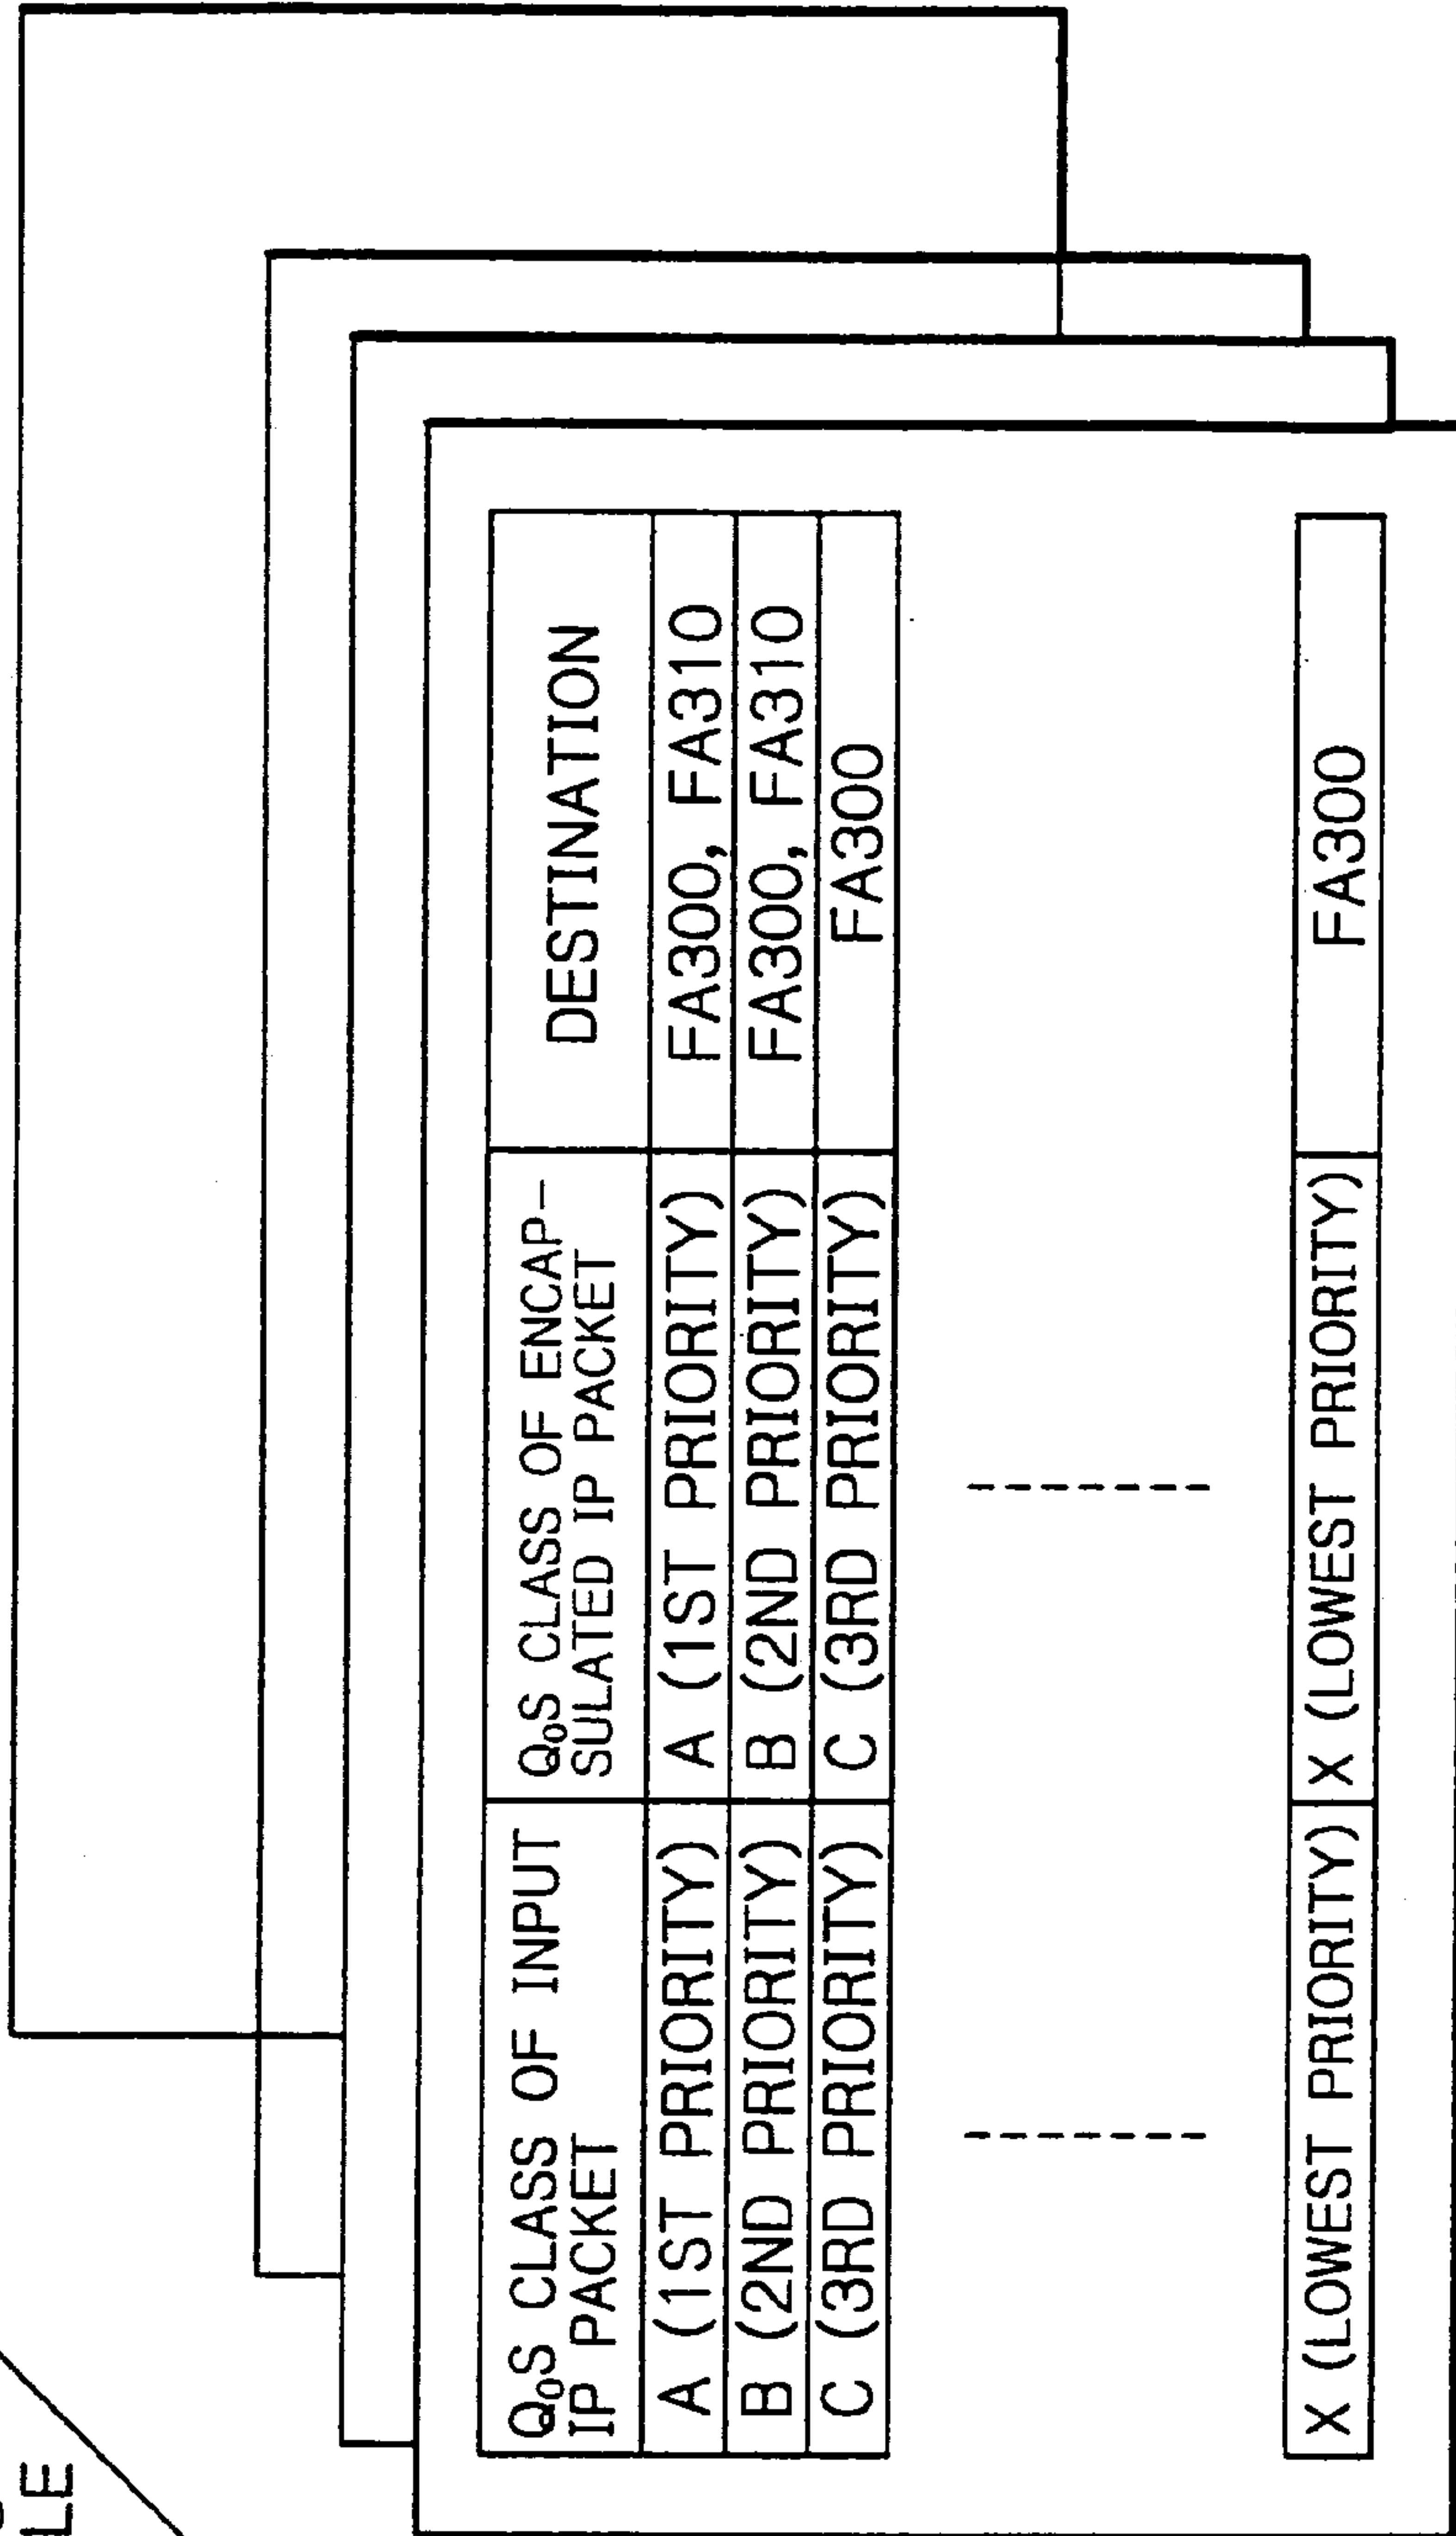 LE
QoS CLASS OF INPUT
IP PACKET
QoS CLASS OF ENCAP-
SULATED IP PACKET
DESTINATION
A (1ST PRIORITY) A (1ST PRIORITY) FA300, FA310
B (2ND PRIORITY) B (2ND PRIORITY) FA300, FA310
C (3RD PRIORITY) C (3RD PRIORITY) FA300
X (LOWEST PRIORITY) X (LOWEST PRIORITY) FA300